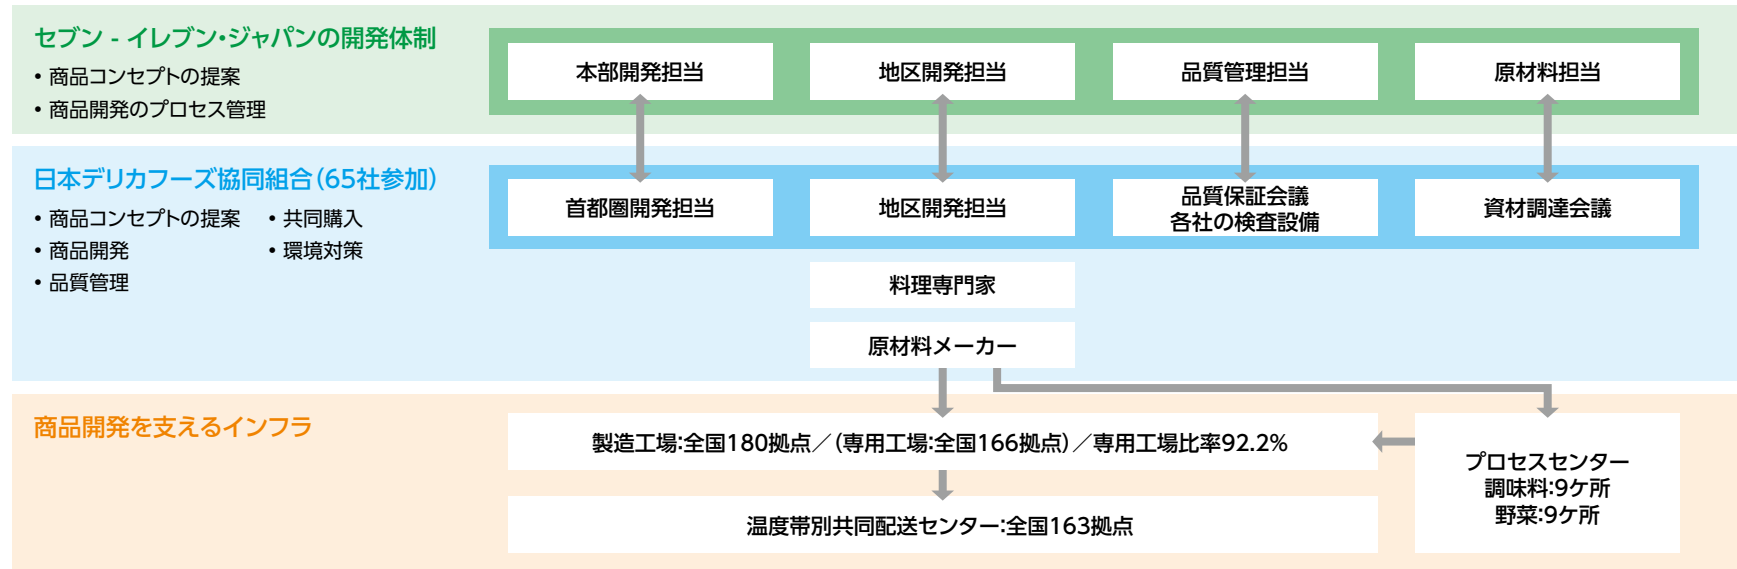 セブン - イレブン・ジャパンの開発体制
• 商品コンセプトの提案
• 商品開発のプロセス管理
本部開発担当
地区開発担当
品質管理担当
原材料担当
日本デリカフーズ協同組合(65社参加)
• 商品コンセプトの提案
• 商品開発
• 品質管理
• 共同購入
• 環境対策
首都圏開発担当
地区開発担当
品質保証会議
各社の検査設備
資材調達会議
料理専門家
原材料メーカー
商品開発を支えるインフラ
製造工場:全国180拠点/(専用工場:全国166拠点)/専用工場比率92.2%
温度帯別共同配送センター:全国163拠点
プロセスセンター
調味料:9ケ所
野菜:9ケ所